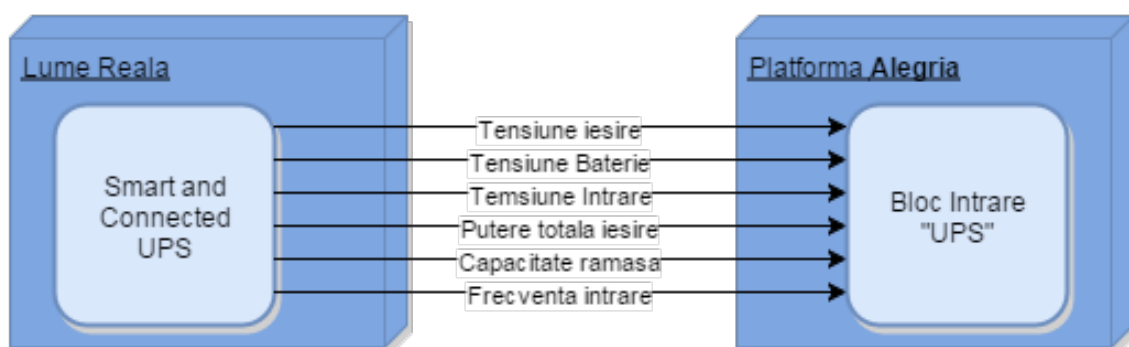 Lume Reala
Platforma Alegria
Smart and
Connected
UPS
Tensiune iesire
Tensiune Baterie
Temsiune Intrare
Putere totala iesire
Capacitate ramasa
Frecventa intrare
Bloc Intrare
"UPS"